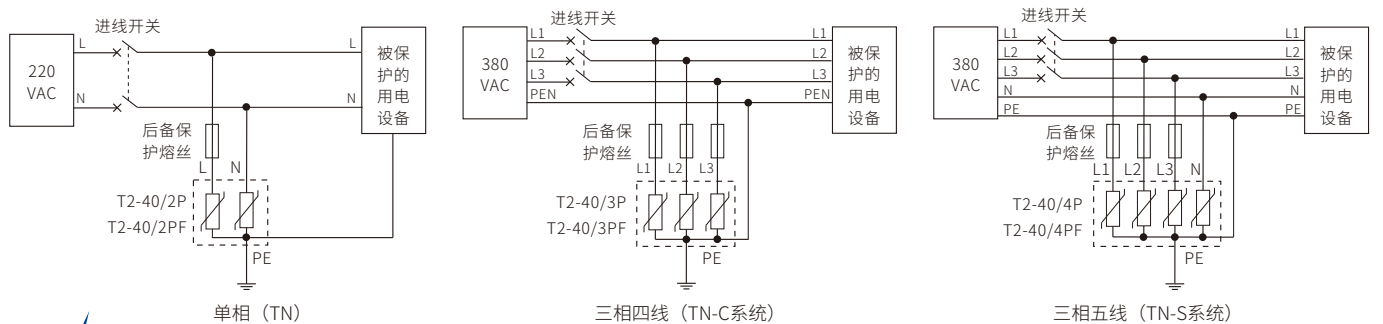 进线开关
L
L
220
VAC
N
N
被保
护的
用电
设备
后备保
护熔丝
L
N
T2-40/2P
T2-40/2PF
PE
单相（TN）
进线开关
L1
L1
L2
L2
380
VAC
L3
L3
PEN
PEN
被保
护的
用电
设备
后备保
护熔丝
L1
L2
L3
T2-40/3P
T2-40/3PF
PE
三相四线（TN-C系统）
进线开关
L1
L1
L2
L2
380
VAC
L3
L3
N
N
PE
PE
被保
护的
用电
设备
后备保
护熔丝
L1
L2
L3
N
T2-40/4P
T2-40/4PF
PE
三相五线（TN-S系统）